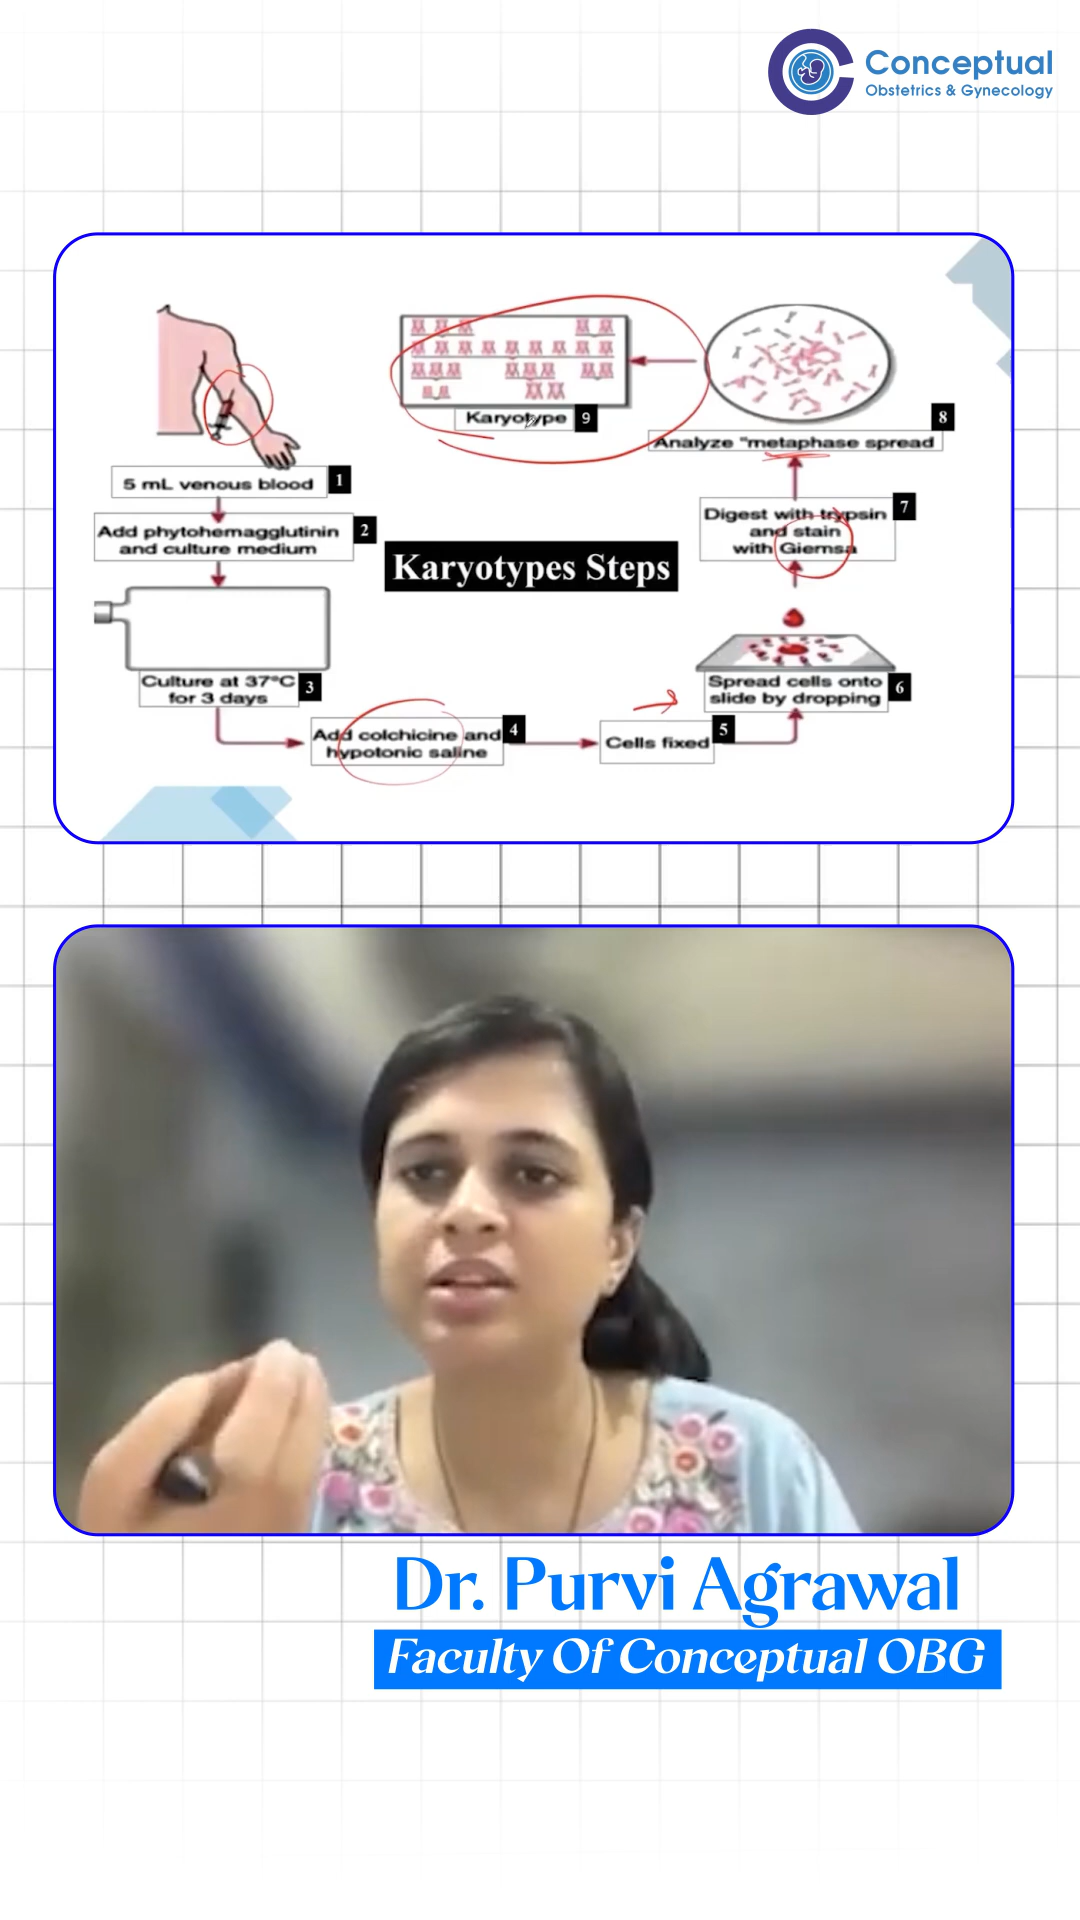 Conceptual
Obstetrics & Gynecology
5 mL venous blood
1
Add phytohemagglutinin
and culture medium
2
Culture at 37°C
for 3 days
3
Add colchicine and
hypotonic saline
4
Cells fixed
5
Spread cells onto
slide by dropping
6
Digest with trypsin
and stain
with Giemsa
7
Analyze "metaphase spread
8
Karyotype
9
Karyotypes Steps
Dr. Purvi Agrawal
Faculty Of Conceptual OBG